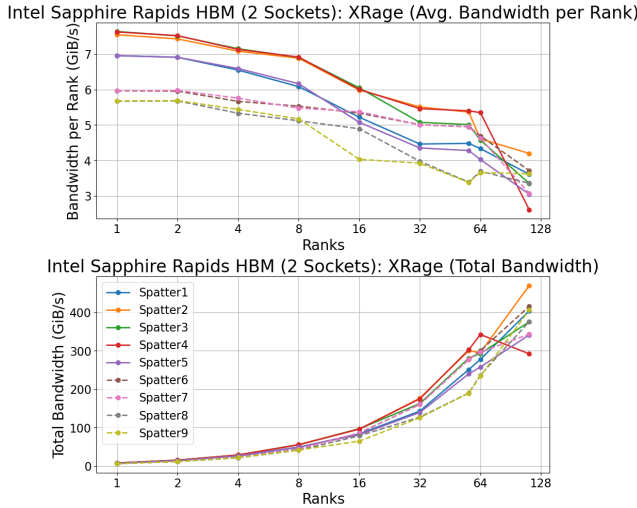 Intel Sapphire Rapids HBM (2 Sockets): XRage (Avg. Bandwidth per Rank)
Bandwidth per Rank (GiB/s)
7
6
5
4
3
1 2 4 8 16 32 64 128
Ranks
Intel Sapphire Rapids HBM (2 Sockets): XRage (Total Bandwidth)
Total Bandwidth (GiB/s)
400
300
200
100
0
Spatter1
Spatter2
Spatter3
Spatter4
Spatter5
Spatter6
Spatter7
Spatter8
Spatter9
1 2 4 8 16 32 64 128
Ranks